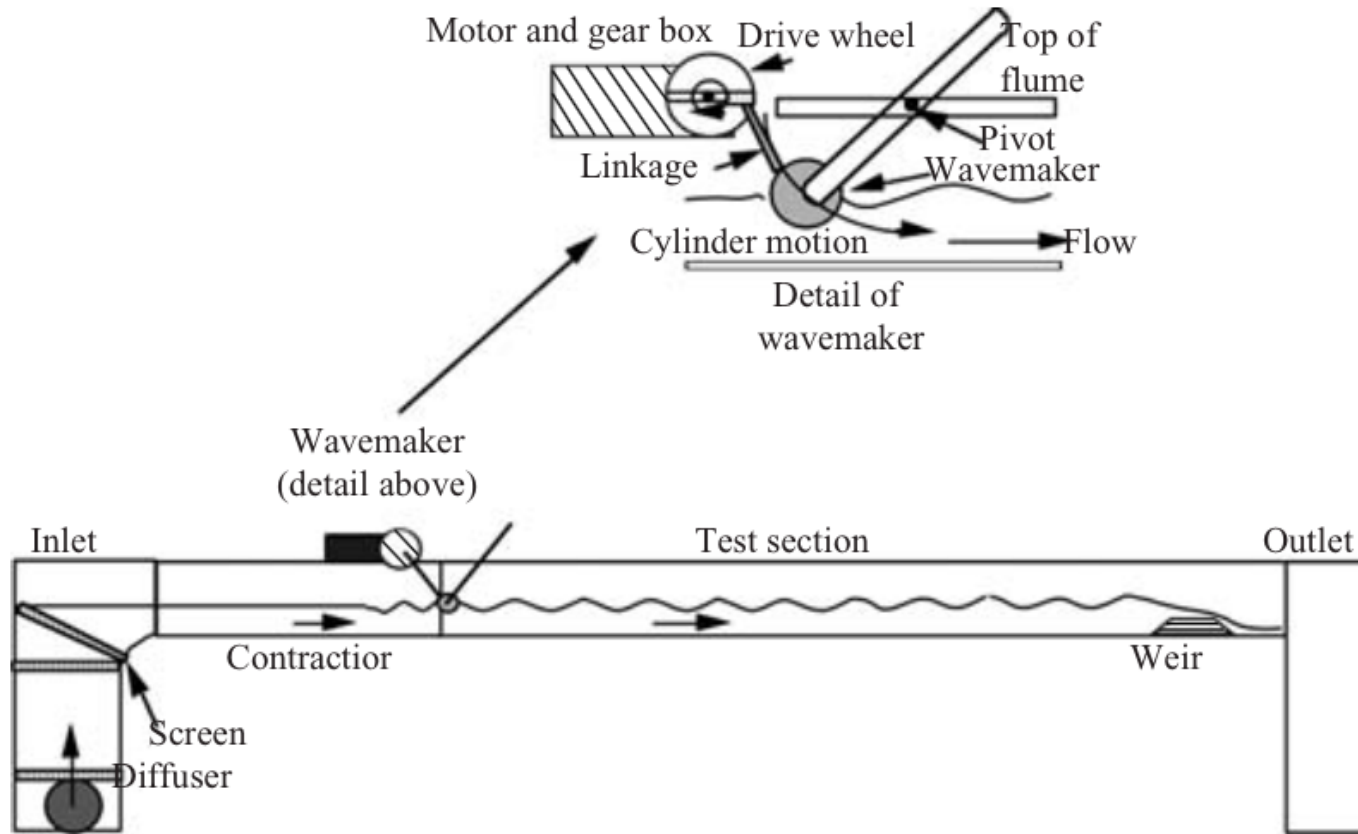 Motor and gear box
Drive wheel
Top of
flume
Linkage
Pivot
Wavemaker
Cylinder motion
Flow
Detail of
wavemaker
Wavemaker
(detail above)
Inlet
Test section
Outlet
Contractior
Weir
Screen
Diffuser